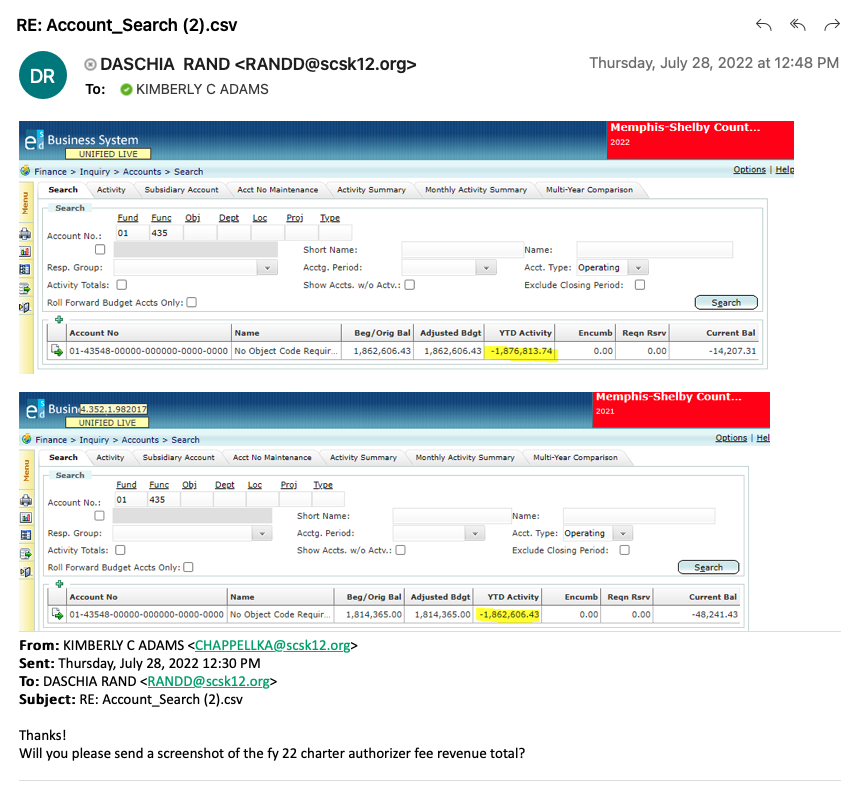 RE: Account_Search (2).csv
DR
DASCHIA RAND <RANDD@scsk12.org>
Thursday, July 28, 2022 at 12:48 PM
To: KIMBERLY C ADAMS
esd Business System
UNIFIED LIVE
Memphis-Shelby Count...
2022
Finance > Inquiry > Accounts > Search
Options | Help
Menu
Search Activity Subsidiary Account Acct No Maintenance Activity Summary Monthly Activity Summary Multi-Year Comparison
Search
Fund Func Obj Dept Loc Proj Type
Account No.: 01 435
Short Name: Name:
Resp. Group: Acctg. Period: Acct. Type: Operating
Activity Totals: Show Accts. w/o Actv.: Exclude Closing Period:
Roll Forward Budget Accts Only: Search
Account No Name Beg/Orig Bal Adjusted Bdgt YTD Activity Encumb Reqn Rsrv Current Bal
01-43548-00000-000000-0000-0000 No Object Code Requir... 1,862,606.43 1,862,606.43 -1,876,813.74 0.00 0.00 -14,207.31
esd Busin4.352.1.982017
UNIFIED LIVE
Memphis-Shelby Count...
2021
Finance > Inquiry > Accounts > Search
Options | Hel
Menu
Search Activity Subsidiary Account Acct No Maintenance Activity Summary Monthly Activity Summary Multi-Year Comparison
Search
Fund Func Obj Dept Loc Proj Type
Account No.: 01 435
Short Name: Name:
Resp. Group: Acctg. Period: Acct. Type: Operating
Activity Totals: Show Accts. w/o Actv.: Exclude Closing Period:
Roll Forward Budget Accts Only: Search
Account No Name Beg/Orig Bal Adjusted Bdgt YTD Activity Encumb Reqn Rsrv Current Bal
01-43548-00000-000000-0000-0000 No Object Code Requir... 1,814,365.00 1,814,365.00 -1,862,606.43 0.00 0.00 -48,241.43
From: KIMBERLY C ADAMS <CHAPPELLKA@scsk12.org>
Sent: Thursday, July 28, 2022 12:30 PM
To: DASCHIA RAND <RANDD@scsk12.org>
Subject: RE: Account_Search (2).csv
Thanks!
Will you please send a screenshot of the fy 22 charter authorizer fee revenue total?